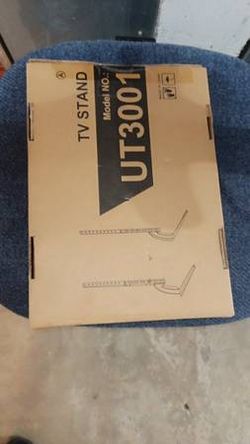 TV STAND
Model NO.:
UT3001